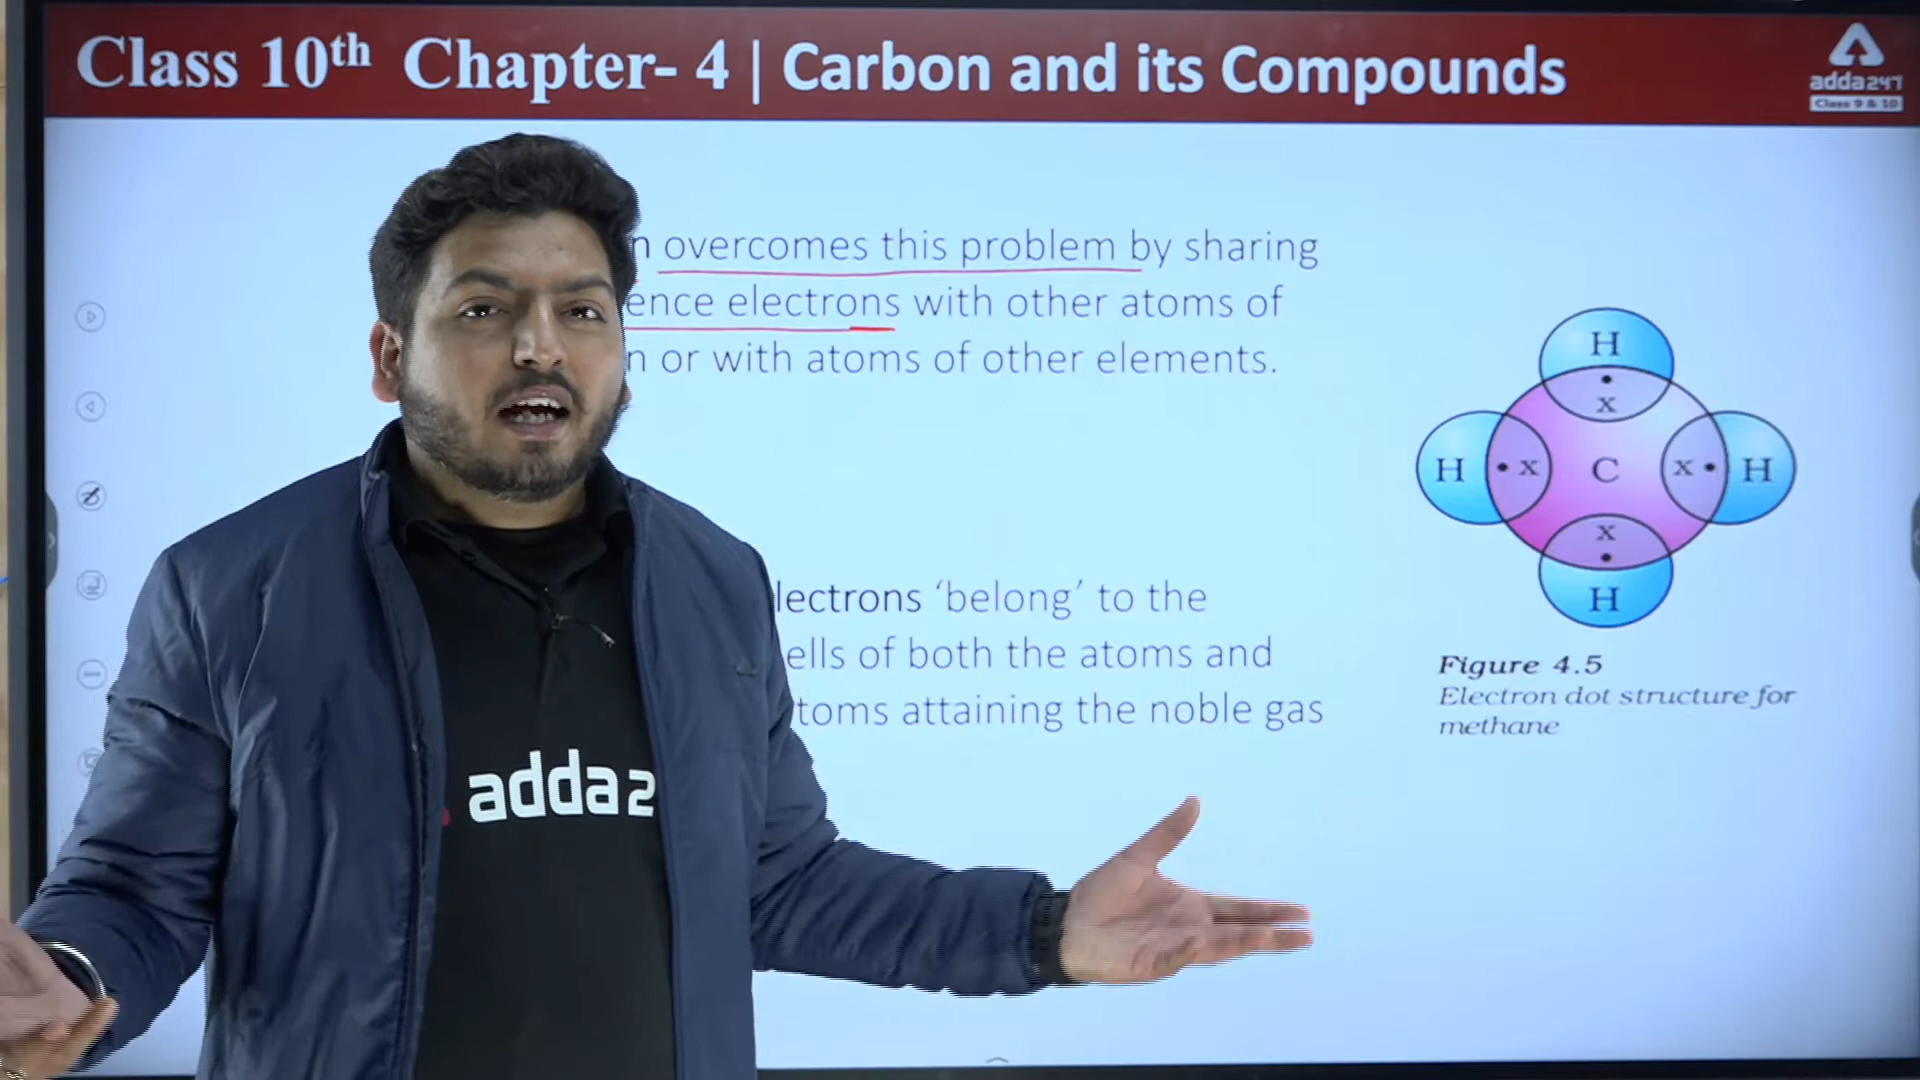 Class 10th Chapter- 4 | Carbon and its Compounds
adda247
Class 9 & 10
overcomes this problem by sharing
electrons with other atoms of
or with atoms of other elements.
H
•
x
H • x C x • H
x
•
H
lectrons ‘belong’ to the
ells of both the atoms and
toms attaining the noble gas
Figure 4.5
Electron dot structure for
methane
adda2